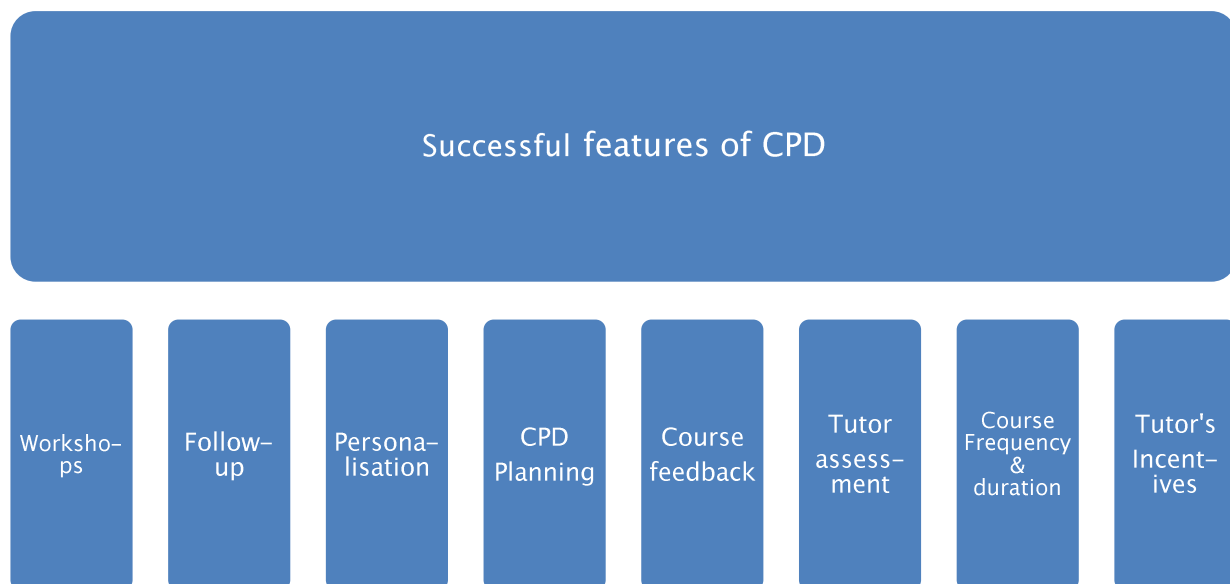 Successful features of CPD
Worksho-
ps
Follow-
up
Persona-
lisation
CPD
Planning
Course
feedback
Tutor
assess-
ment
Course
Frequency
&
duration
Tutor's
Incent-
ives